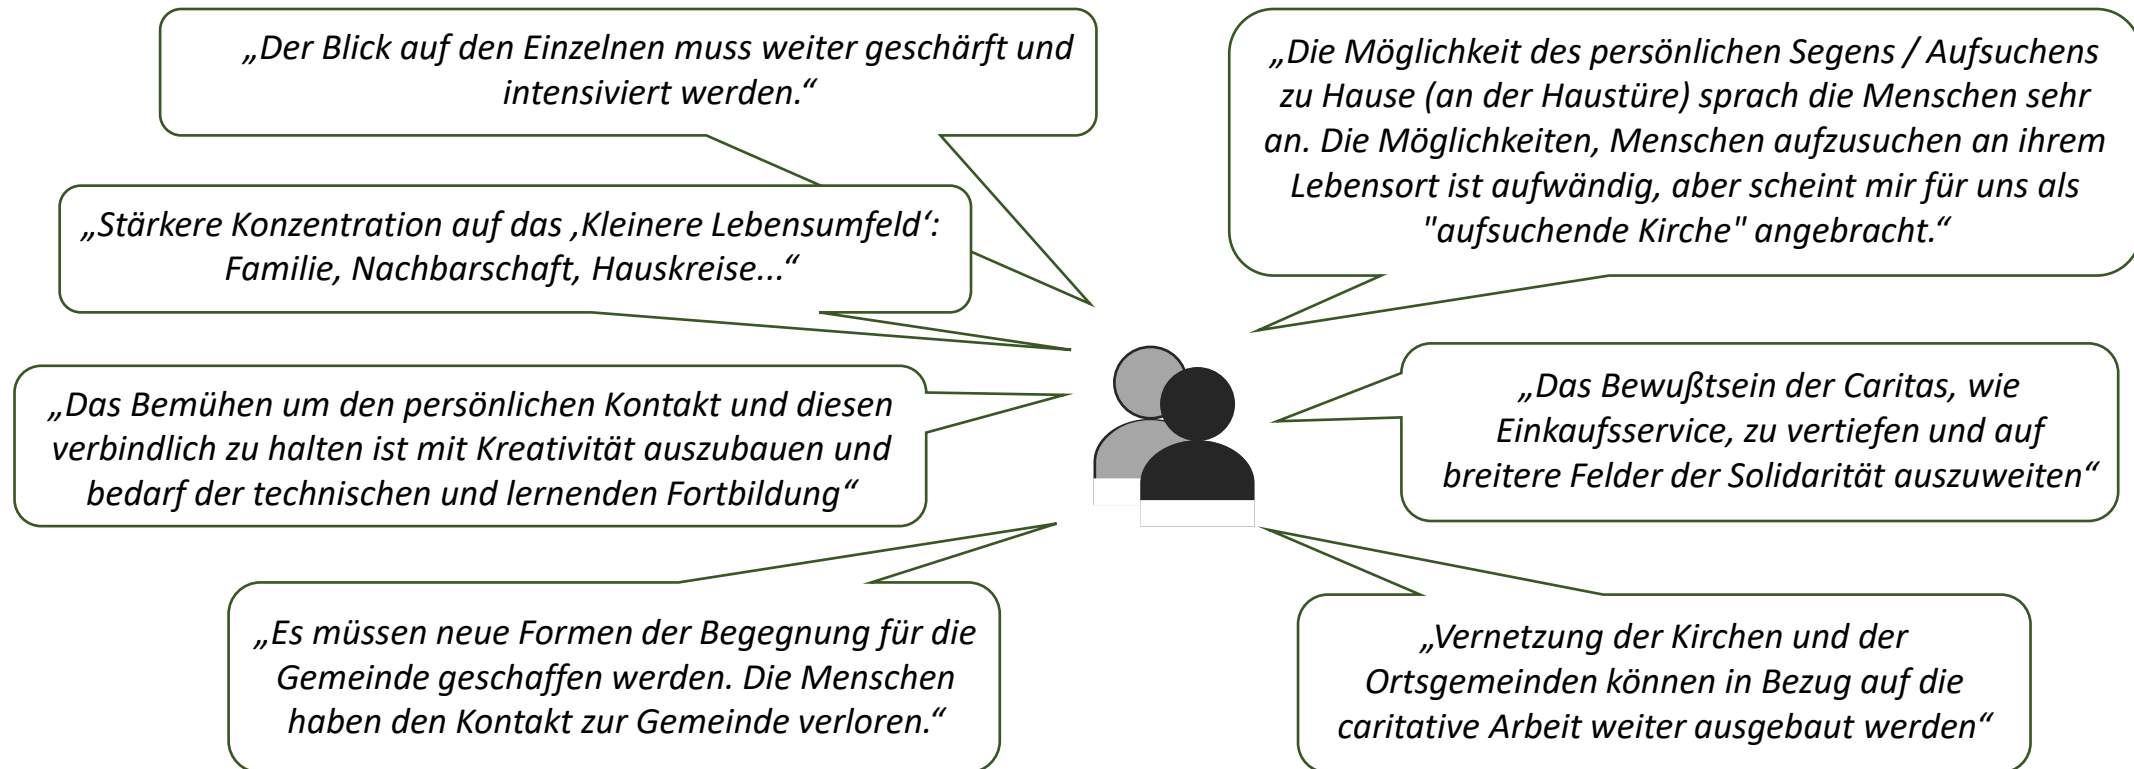 „Der Blick auf den Einzelnen muss weiter geschärft und
intensiviert werden.“
„Die Möglichkeit des persönlichen Segens / Aufsuchens
zu Hause (an der Haustüre) sprach die Menschen sehr
an. Die Möglichkeiten, Menschen aufzusuchen an ihrem
Lebensort ist aufwändig, aber scheint mir für uns als
"aufsuchende Kirche" angebracht.“
„Stärkere Konzentration auf das ‚Kleinere Lebensumfeld‘:
Familie, Nachbarschaft, Hauskreise...“
„Das Bemühen um den persönlichen Kontakt und diesen
verbindlich zu halten ist mit Kreativität auszubauen und
bedarf der technischen und lernenden Fortbildung“
„Das Bewußtsein der Caritas, wie
Einkaufsservice, zu vertiefen und auf
breitere Felder der Solidarität auszuweiten“
„Es müssen neue Formen der Begegnung für die
Gemeinde geschaffen werden. Die Menschen
haben den Kontakt zur Gemeinde verloren.“
„Vernetzung der Kirchen und der
Ortsgemeinden können in Bezug auf die
caritative Arbeit weiter ausgebaut werden“